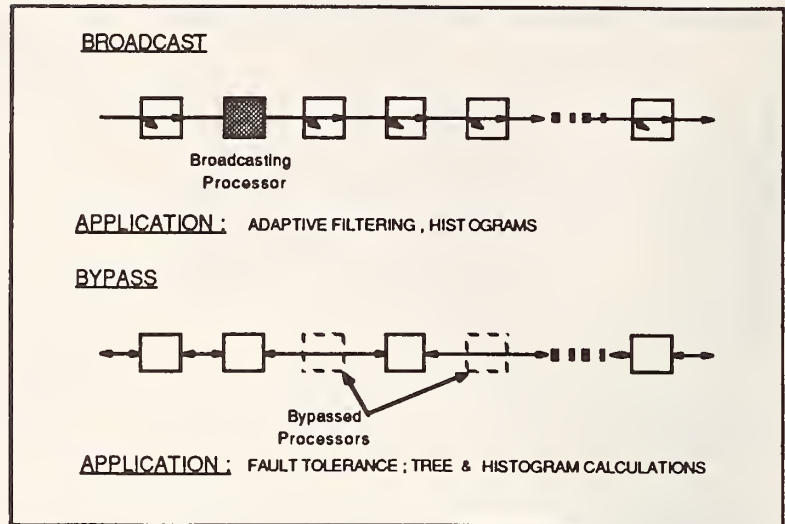 BROADCAST
Broadcasting
Processor
APPLICATION : ADAPTIVE FILTERING , HISTOGRAMS
BYPASS
Bypassed
Processors
APPLICATION : FAULT TOLERANCE ; TREE & HISTOGRAM CALCULATIONS